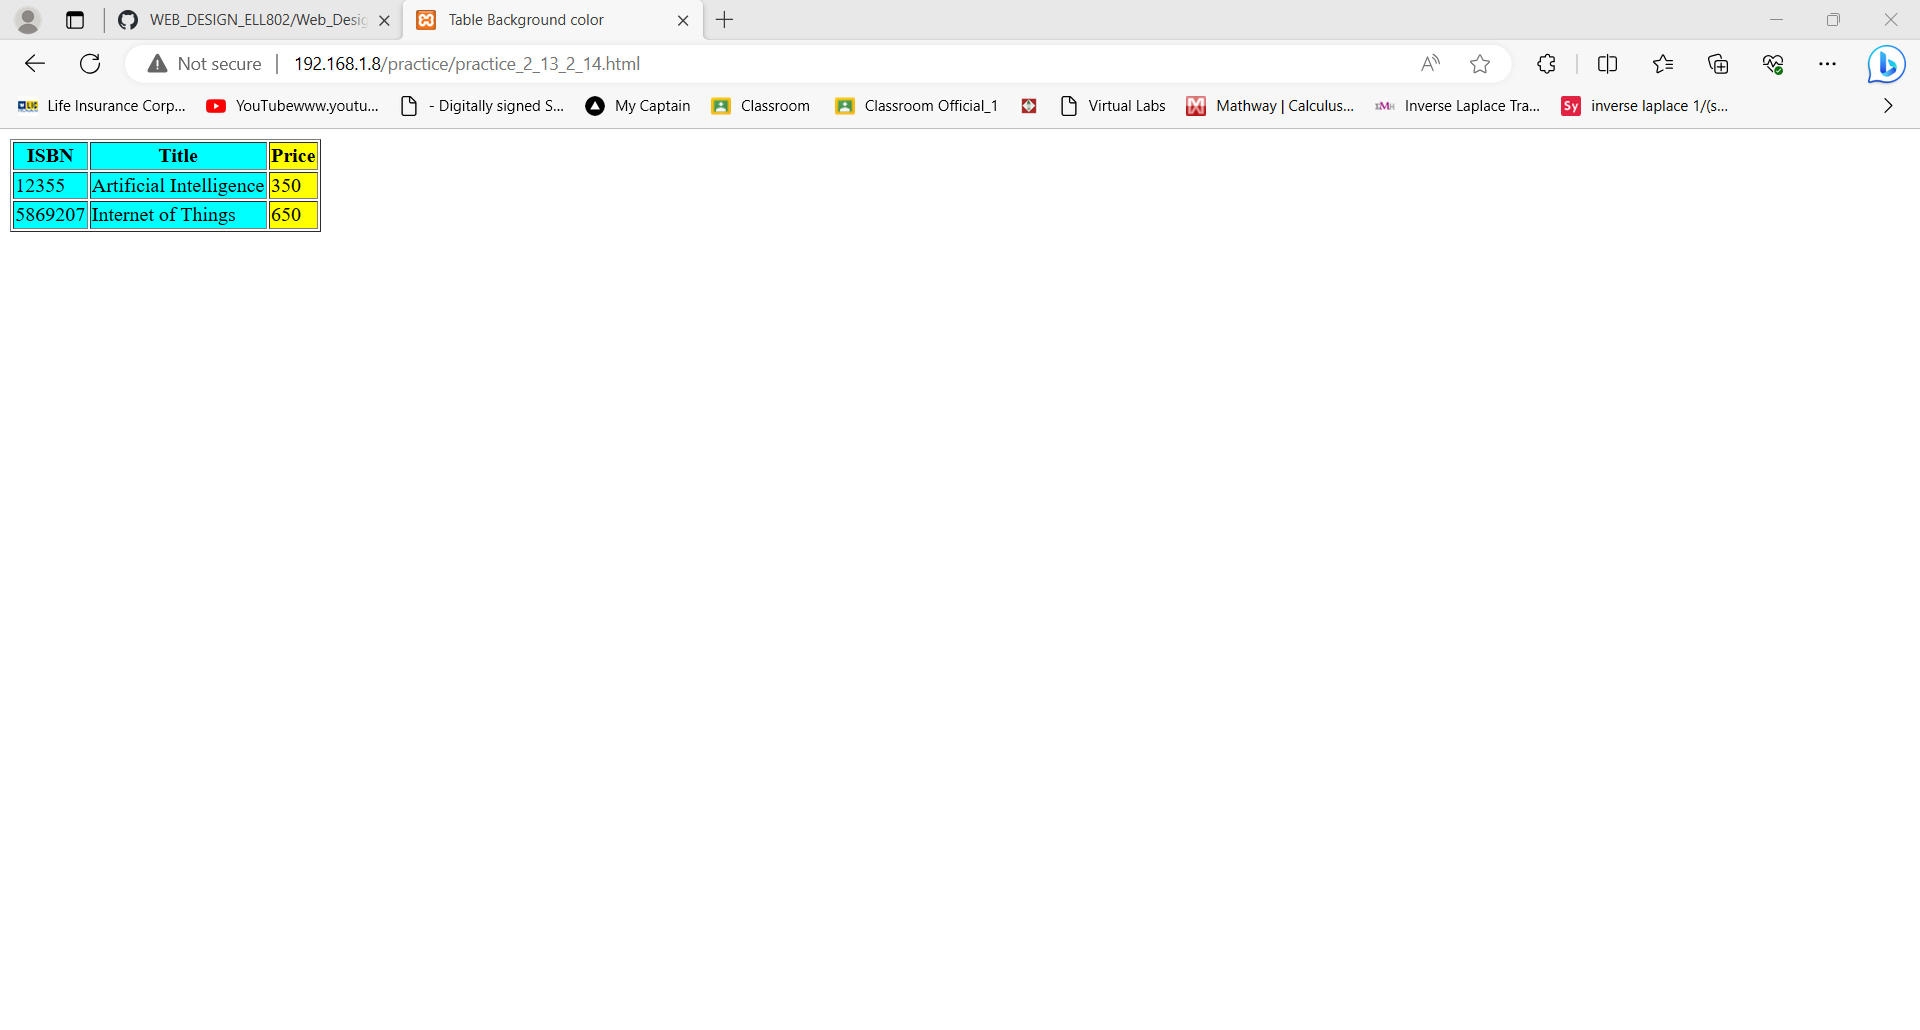 WEB_DESIGN_ELL802/Web_Desig
Table Background color
Not secure
192.168.1.8/practice/practice_2_13_2_14.html
Life Insurance Corp... YouTubewww.youtu... - Digitally signed S... My Captain Classroom Classroom Official_1 Virtual Labs Mathway | Calculus... Inverse Laplace Tra... Sy inverse laplace 1/(s...
ISBN Title Price
12355 Artificial Intelligence 350
5869207 Internet of Things 650